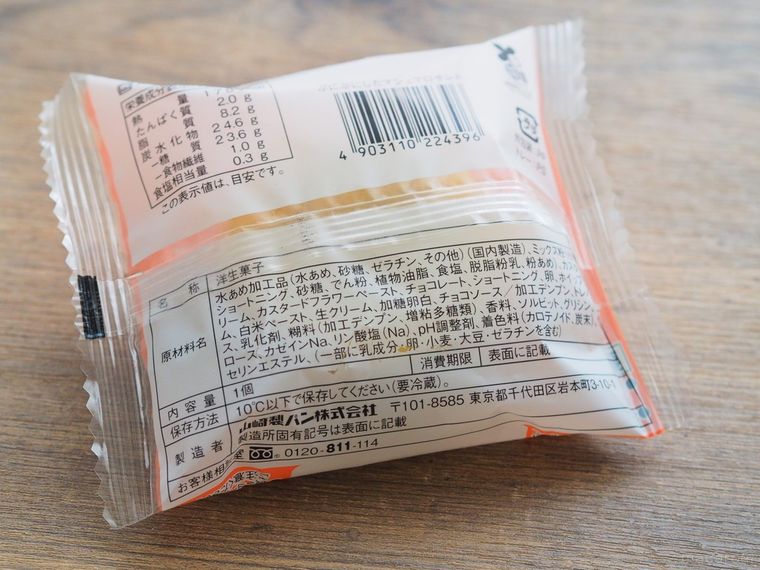 栄養成分
熱 量
たんぱく質 2.0 g
脂 質 8.2 g
炭 水 化 物 24.6 g
－糖 質 23.6 g
－食物繊維 1.0 g
食塩相当量 0.3 g
この表示値は、目安です。
4 903110 224396
名 称 洋生菓子
原材料名 水あめ加工品(水あめ、砂糖、ゼラチン、その他)(国内製造)、ミックス粉
ショートニング、砂糖、でん粉、植物油脂、食塩、脱脂粉乳、粉あめ)、カスタ
リーム、カスタードフラワーペースト、チョコレート、ショートニング、卵、ホイップク
ム、白米ペースト、生クリーム、加糖卵白、チョコソース／加工デンプン、トレハ
ース、乳化剤、糊料(加工デンプン、増粘多糖類)、香料、ソルビット、グリシン
ロース、カゼインNa、リン酸塩(Na)、pH調整剤、着色料(カロテノイド、炭末)、
セリンエステル、(一部に乳成分・卵・小麦・大豆・ゼラチンを含む)
内 容 量 1個 消費期限 表面に記載
保存方法 10℃以下で保存してください(要冷蔵)。
製 造 者 山崎製パン株式会社 〒101-8585 東京都千代田区岩本町3-10-1
製造所固有記号は表面に記載
お客様相 室 0120-811-114